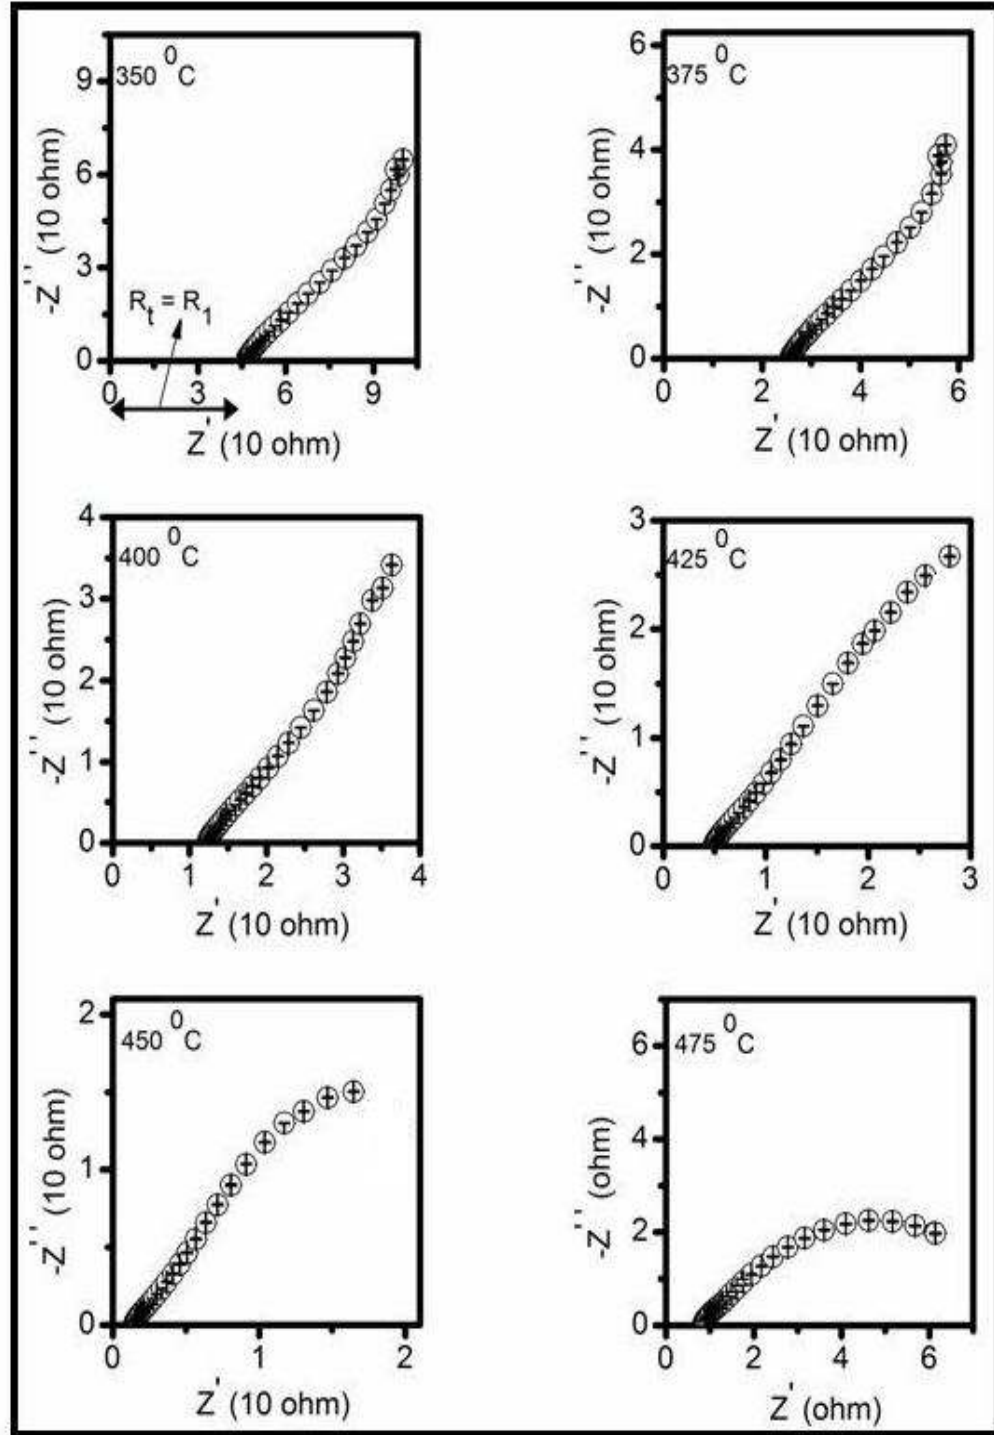 350 ⁰C
-Z'' (10 ohm)
9
6
3
0
Rt = R1
0 3 6 9
Z' (10 ohm)
375 ⁰C
-Z'' (10 ohm)
6
4
2
0
0 2 4 6
Z' (10 ohm)
400 ⁰C
-Z'' (10 ohm)
4
3
2
1
0
0 1 2 3 4
Z' (10 ohm)
425 ⁰C
-Z'' (10 ohm)
3
2
1
0
0 1 2 3
Z' (10 ohm)
450 ⁰C
-Z'' (10 ohm)
2
1
0
0 1 2
Z' (10 ohm)
475 ⁰C
-Z'' (ohm)
6
4
2
0
0 2 4 6
Z' (ohm)